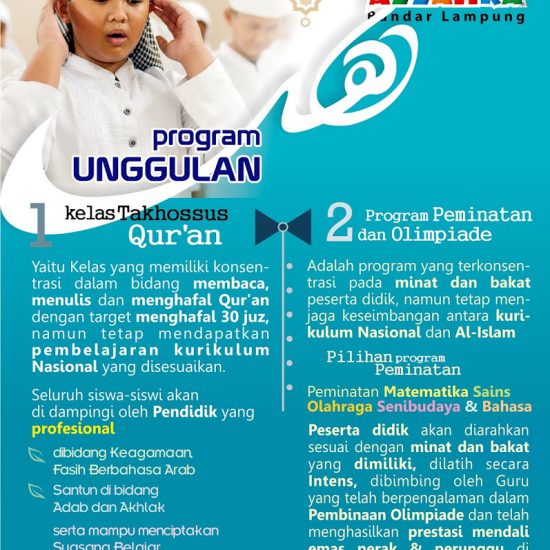 AZZAHRA
Bandar Lampung
program
UNGGULAN
1 kelas Takhossus
Qur'an
Yaitu Kelas yang memiliki konsen-
trasi dalam bidang membaca,
menulis dan menghafal Qur'an
dengan target menghafal 30 juz,
namun tetap mendapatkan
pembelajaran kurikulum
Nasional yang disesuaikan.
Seluruh siswa-siswi akan
di dampingi oleh Pendidik yang
profesional
dibidang Keagamaan,
Fasih Berbahasa Arab
Santun di bidang
Adab dan Akhlak
serta mampu menciptakan
Suasana Belajar
2 Program Peminatan
dan Olimpiade
Adalah program yang terkonsen-
trasi pada minat dan bakat
peserta didik, namun tetap men-
jaga keseimbangan antara kuri-
kulum Nasional dan Al-Islam
Pilihan program
Peminatan
Peminatan Matematika Sains
Olahraga Senibudaya & Bahasa
Peserta didik akan diarahkan
sesuai dengan minat dan bakat
yang dimiliki, dilatih secara
Intens, dibimbing oleh Guru
yang telah berpengalaman dalam
Pembinaan Olimpiade dan telah
menghasilkan prestasi mendali
emas perak & perunggu di